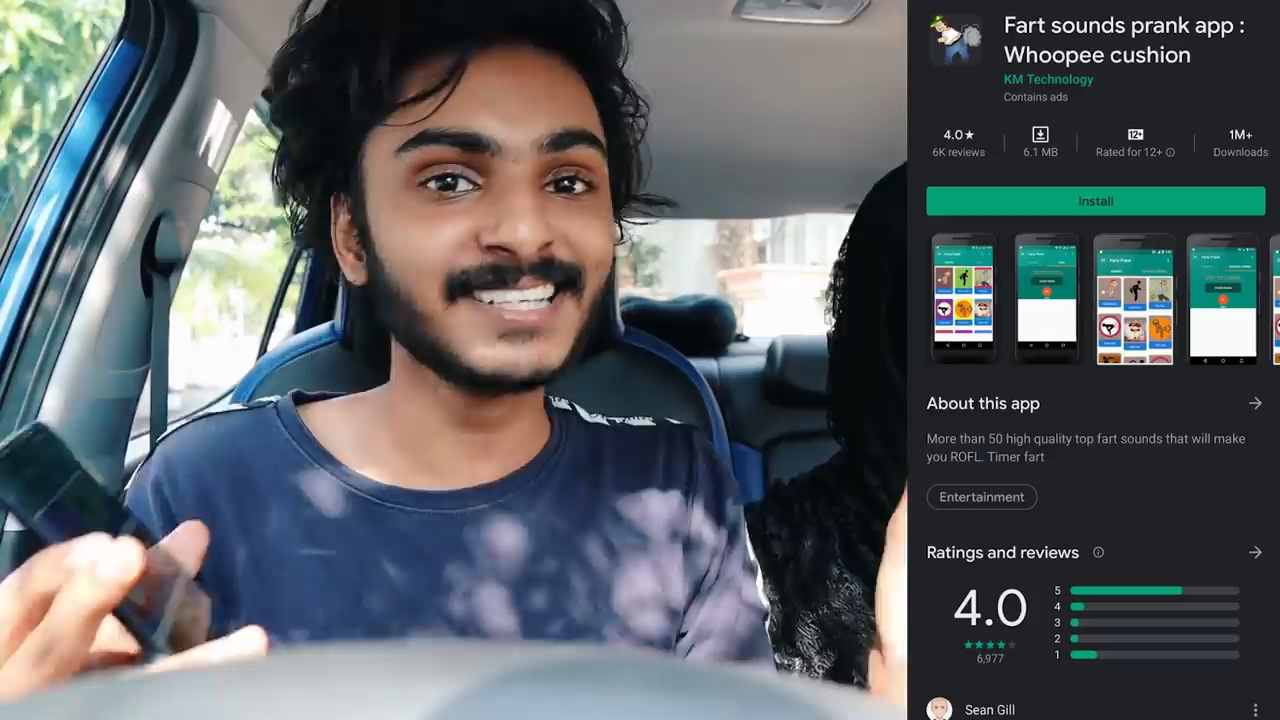 Fart sounds prank app :
Whoopee cushion
KM Technology
Contains ads
4.0★
6K reviews
6.1 MB
12+
Rated for 12+
1M+
Downloads
Install
About this app
More than 50 high quality top fart sounds that will make
you ROFL. Timer fart
Entertainment
Ratings and reviews
4.0
6,977
5
4
3
2
1
Sean Gill